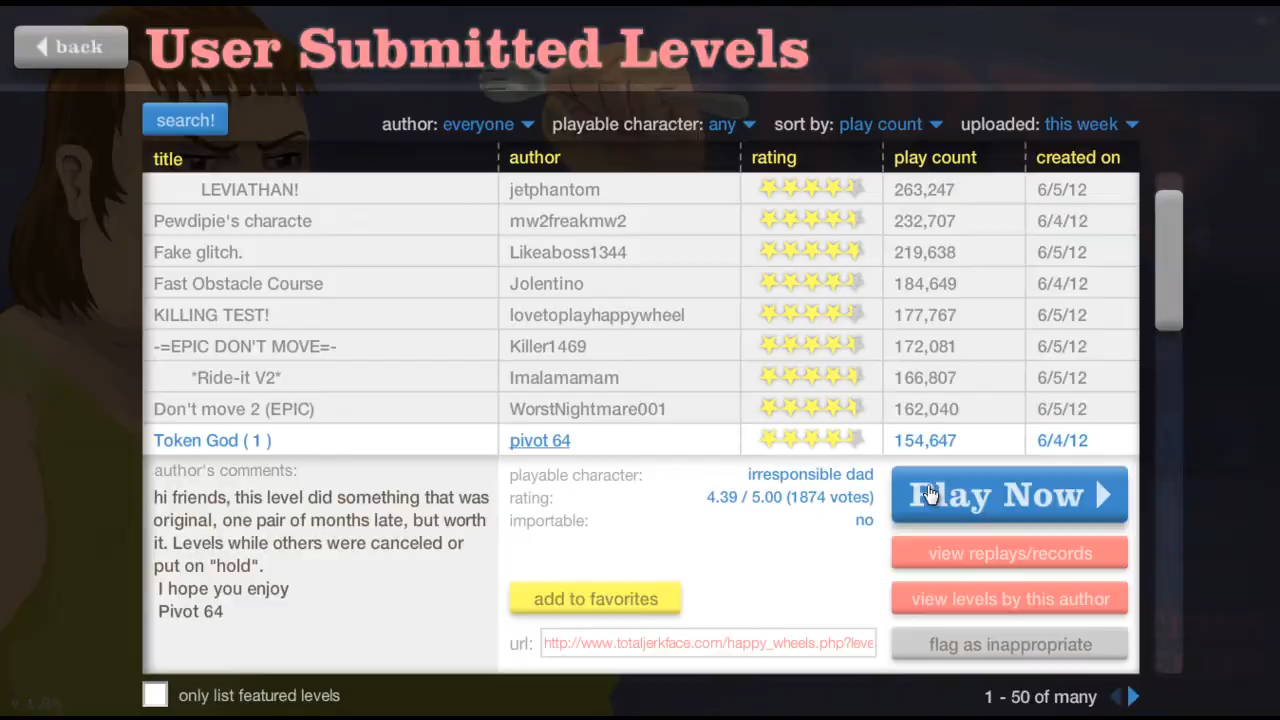 back
User Submitted Levels
search!
author: everyone playable character: any sort by: play count uploaded: this week
title author rating play count created on
LEVIATHAN! jetphantom 263,247 6/5/12
Pewdipie's characte mw2freakmw2 232,707 6/4/12
Fake glitch. Likeaboss1344 219,638 6/5/12
Fast Obstacle Course Jolentino 184,649 6/4/12
KILLING TEST! lovetoplayhappywheel 177,767 6/5/12
-=EPIC DON'T MOVE=- Killer1469 172,081 6/5/12
*Ride-it V2* Imalamamam 166,807 6/5/12
Don't move 2 (EPIC) WorstNightmare001 162,040 6/5/12
Token God ( 1 ) pivot 64 154,647 6/4/12
author's comments:
hi friends, this level did something that was
original, one pair of months late, but worth
it. Levels while others were canceled or
put on "hold".
I hope you enjoy
Pivot 64
playable character: irresponsible dad
rating: 4.39 / 5.00 (1874 votes)
importable: no
add to favorites
url: http://www.totaljerkface.com/happy_wheels.php?leve
Play Now
view replays/records
view levels by this author
flag as inappropriate
only list featured levels
1 - 50 of many